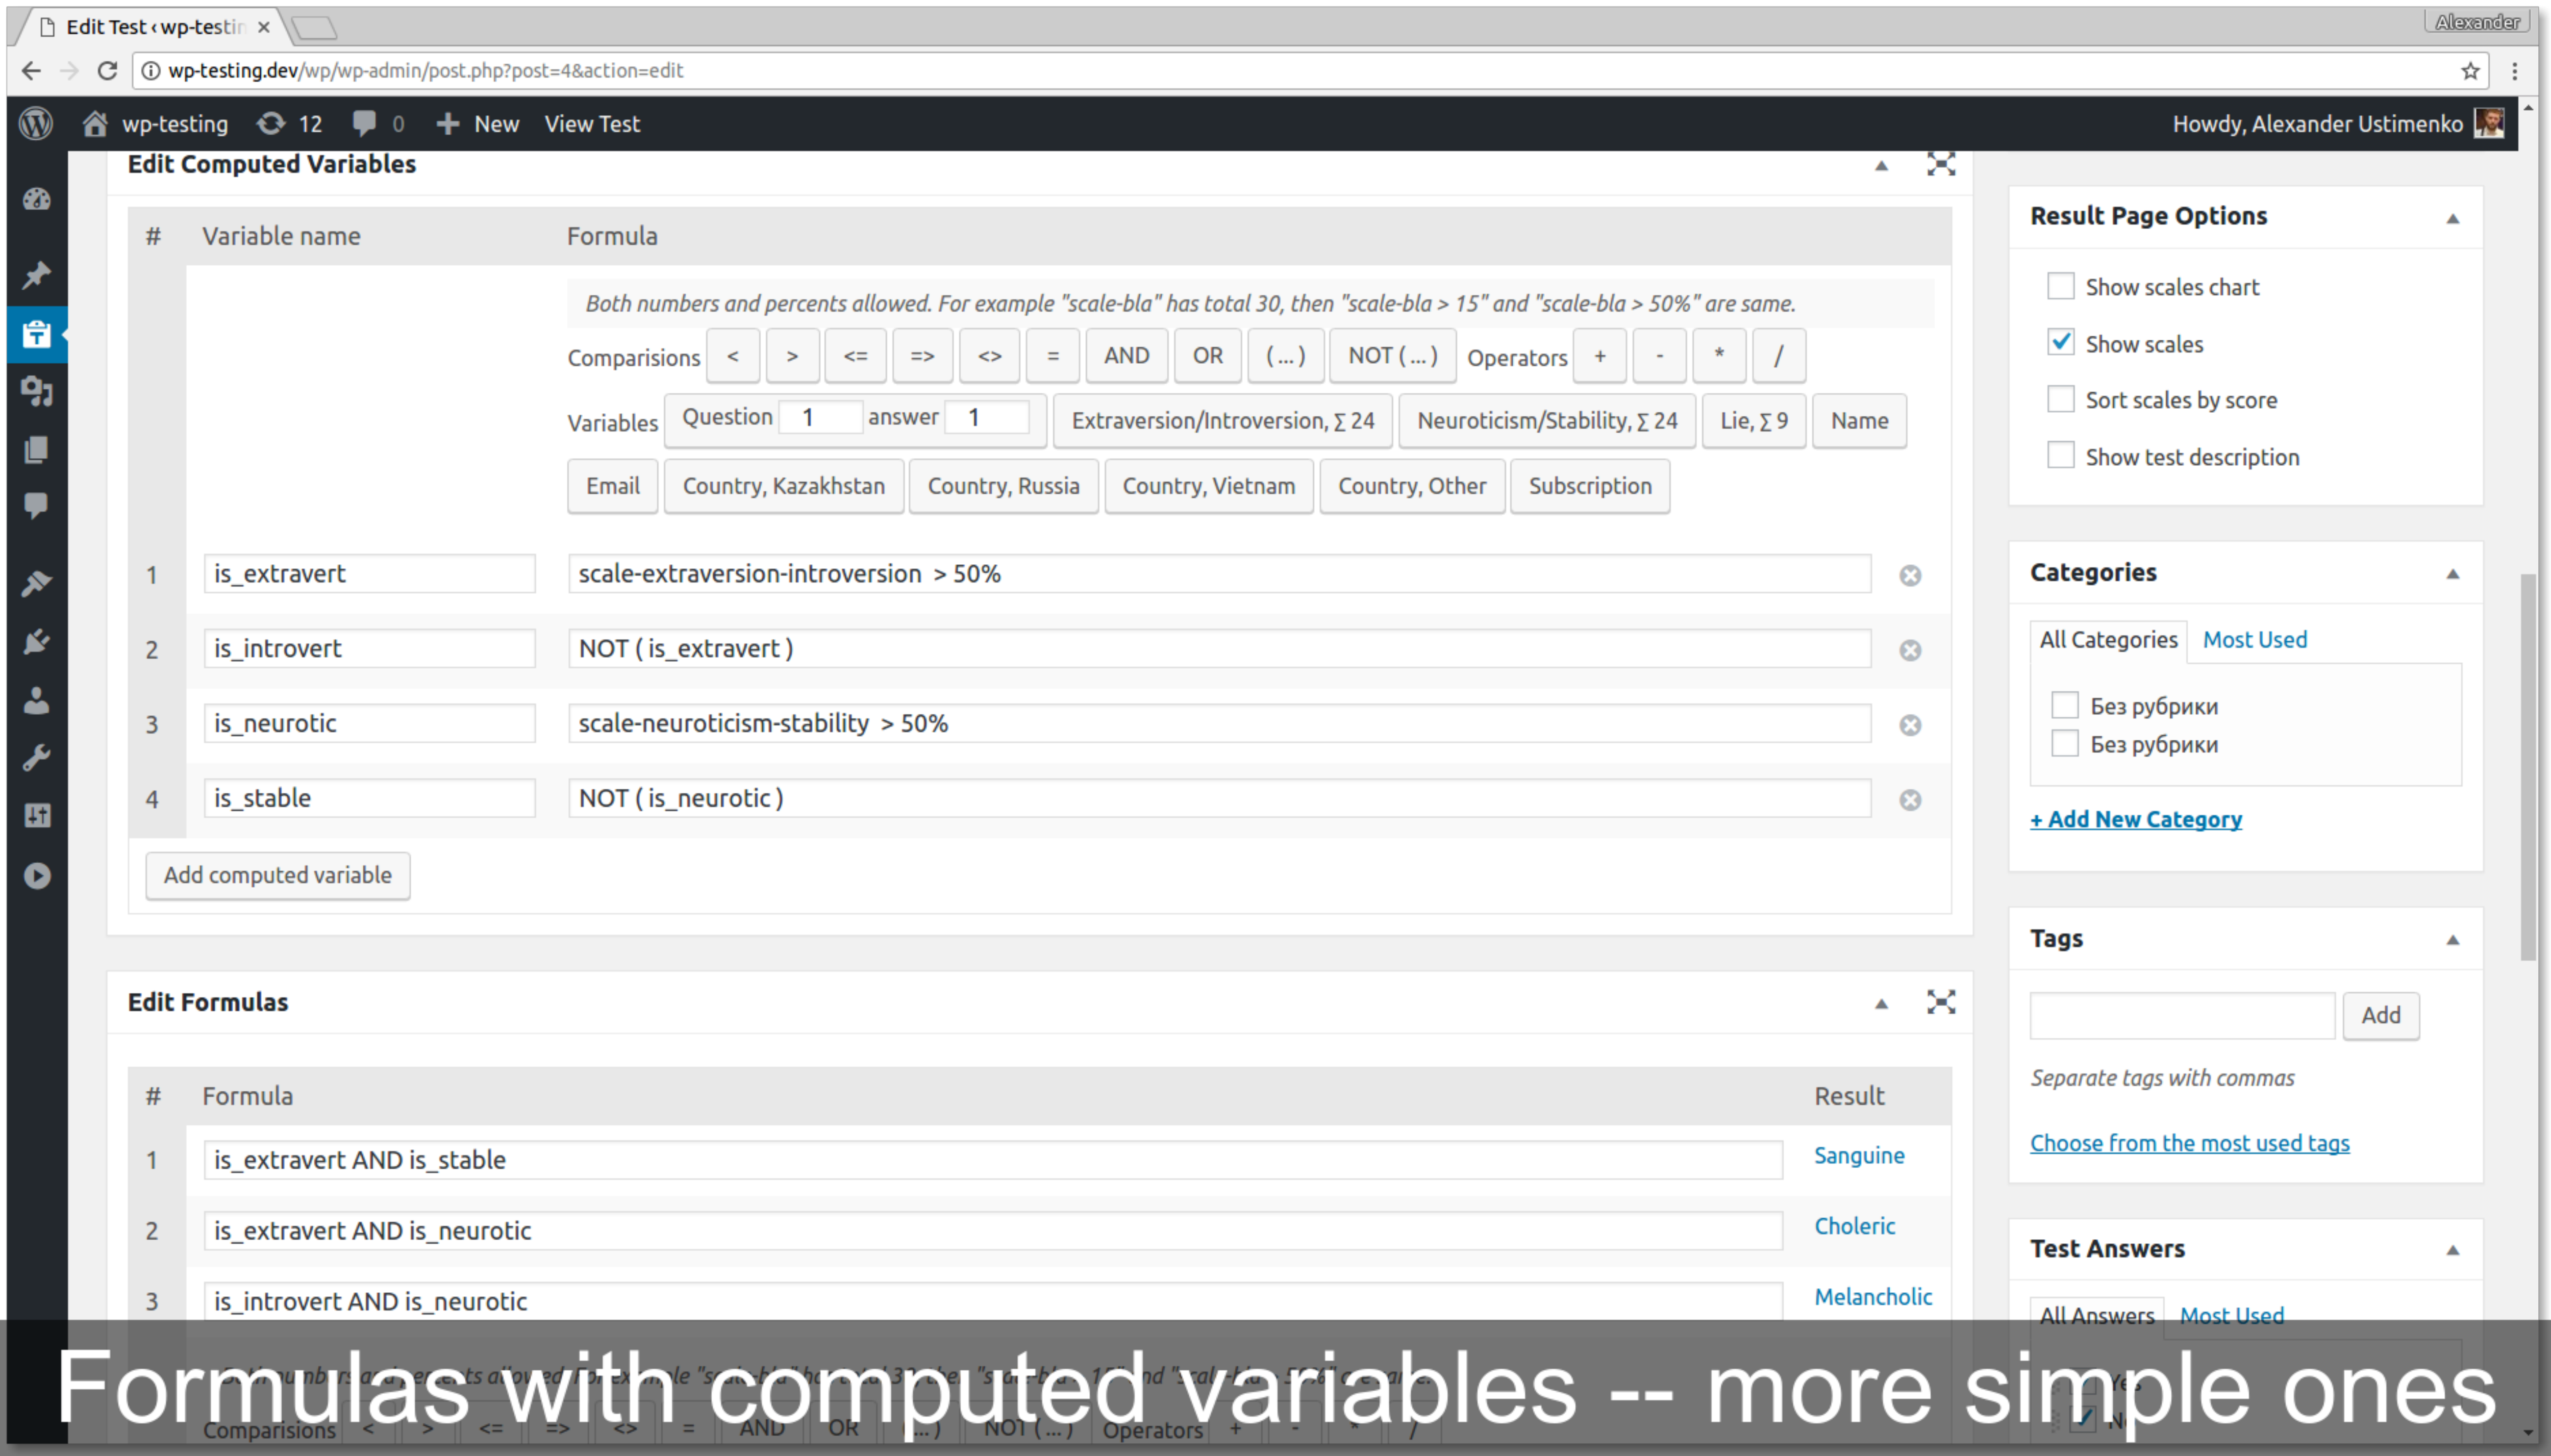 Edit Test ‹ wp-testin
Alexander
wp-testing.dev/wp/wp-admin/post.php?post=4&action=edit
wp-testing 12 0 New View Test
Howdy, Alexander Ustimenko
Edit Computed Variables
# Variable name Formula
Both numbers and percents allowed. For example "scale-bla" has total 30, then "scale-bla > 15" and "scale-bla > 50%" are same.
Comparisions < > <= => <> = AND OR (...) NOT (...) Operators + - * /
Variables Question 1 answer 1 Extraversion/Introversion, ∑ 24 Neuroticism/Stability, ∑ 24 Lie, ∑ 9 Name
Email Country, Kazakhstan Country, Russia Country, Vietnam Country, Other Subscription
1 is_extravert scale-extraversion-introversion > 50%
2 is_introvert NOT ( is_extravert )
3 is_neurotic scale-neuroticism-stability > 50%
4 is_stable NOT ( is_neurotic )
Add computed variable
Edit Formulas
# Formula Result
1 is_extravert AND is_stable Sanguine
2 is_extravert AND is_neurotic Choleric
3 is_introvert AND is_neurotic Melancholic
Result Page Options
Show scales chart
Show scales
Sort scales by score
Show test description
Categories
All Categories Most Used
Без рубрики
Без рубрики
+ Add New Category
Tags
Add
Separate tags with commas
Choose from the most used tags
Test Answers
All Answers Most Used
Formulas with computed variables -- more simple ones
Comparisions < > <= => <> = AND OR NOT (...) Operators + - * /